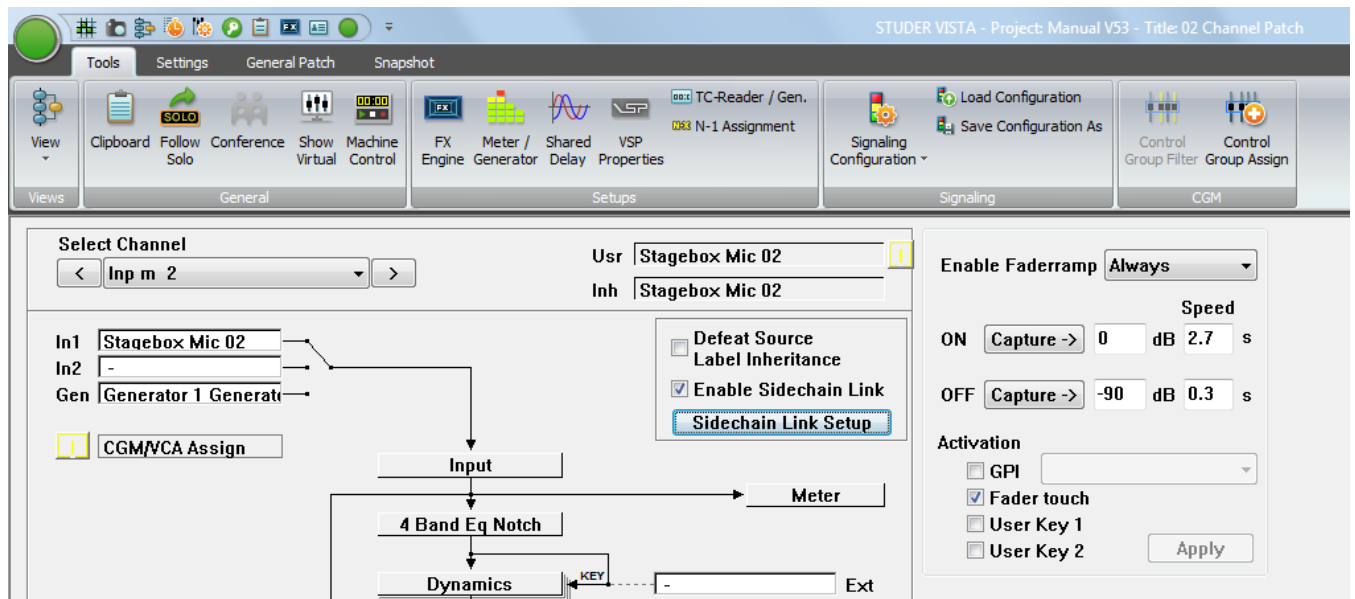 STUDER VISTA - Project: Manual V53 - Title: 02 Channel Patch
Tools Settings General Patch Snapshot
View
Clipboard
Follow Solo
SOLO
Conference
Show Virtual
00:00
Machine Control
FX
FX Engine
Meter / Generator
Shared Delay
VSP
VSP Properties
TC-Reader / Gen.
N-1 Assignment
Signaling Configuration
Load Configuration
Save Configuration As
Control Group Filter
Control Group Assign
Views General Setups Signaling CGM
Select Channel
< Inp m 2 >
Usr Stagebox Mic 02
Inh Stagebox Mic 02
In1 Stagebox Mic 02
In2 -
Gen Generator 1 Generat
CGM/VCA Assign
Defeat Source
Label Inheritance
Enable Sidechain Link
Sidechain Link Setup
Input
Meter
4 Band Eq Notch
Dynamics
KEY
- Ext
Enable Faderramp Always
Speed
ON Capture -> 0 dB 2.7 s
OFF Capture -> -90 dB 0.3 s
Activation
GPI
Fader touch
User Key 1
User Key 2
Apply